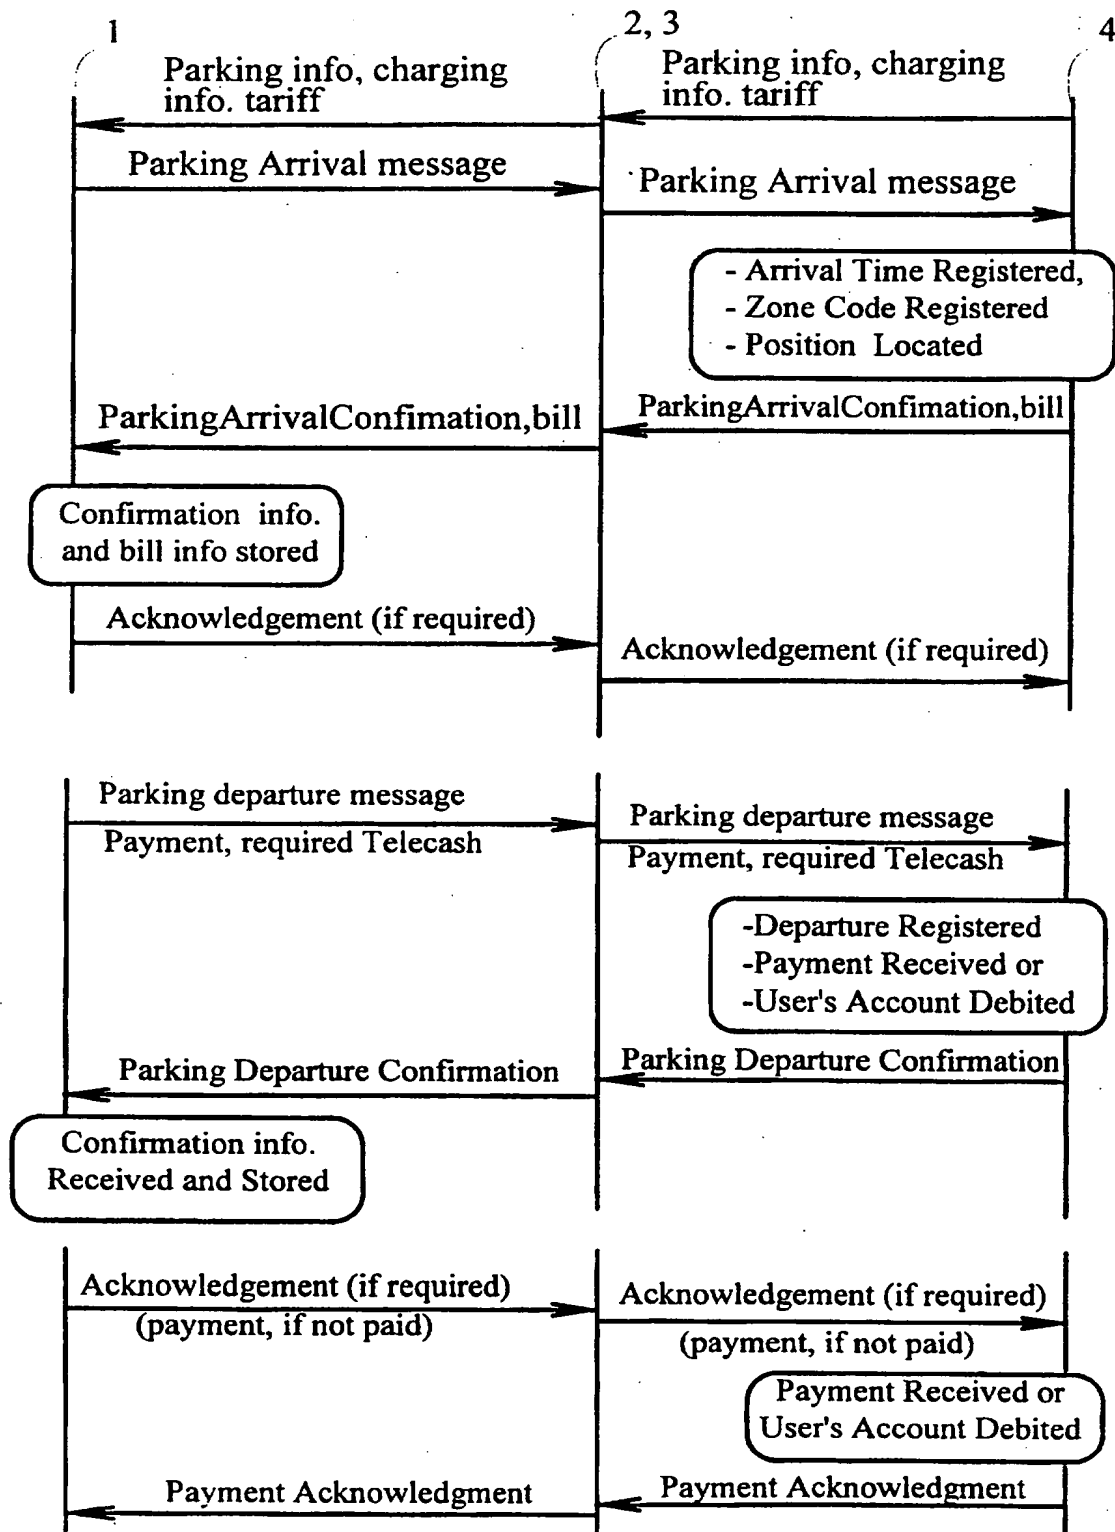 1
2, 3
4
Parking info, charging
info. tariff
Parking info, charging
info. tariff
Parking Arrival message
Parking Arrival message
- Arrival Time Registered,
- Zone Code Registered
- Position Located
ParkingArrivalConfimation,bill
ParkingArrivalConfimation,bill
Confirmation info.
and bill info stored
Acknowledgement (if required)
Acknowledgement (if required)
Parking departure message
Payment, required Telecash
Parking departure message
Payment, required Telecash
-Departure Registered
-Payment Received or
-User's Account Debited
Parking Departure Confirmation
Parking Departure Confirmation
Confirmation info.
Received and Stored
Acknowledgement (if required)
(payment, if not paid)
Acknowledgement (if required)
(payment, if not paid)
Payment Received or
User's Account Debited
Payment Acknowledgment
Payment Acknowledgment